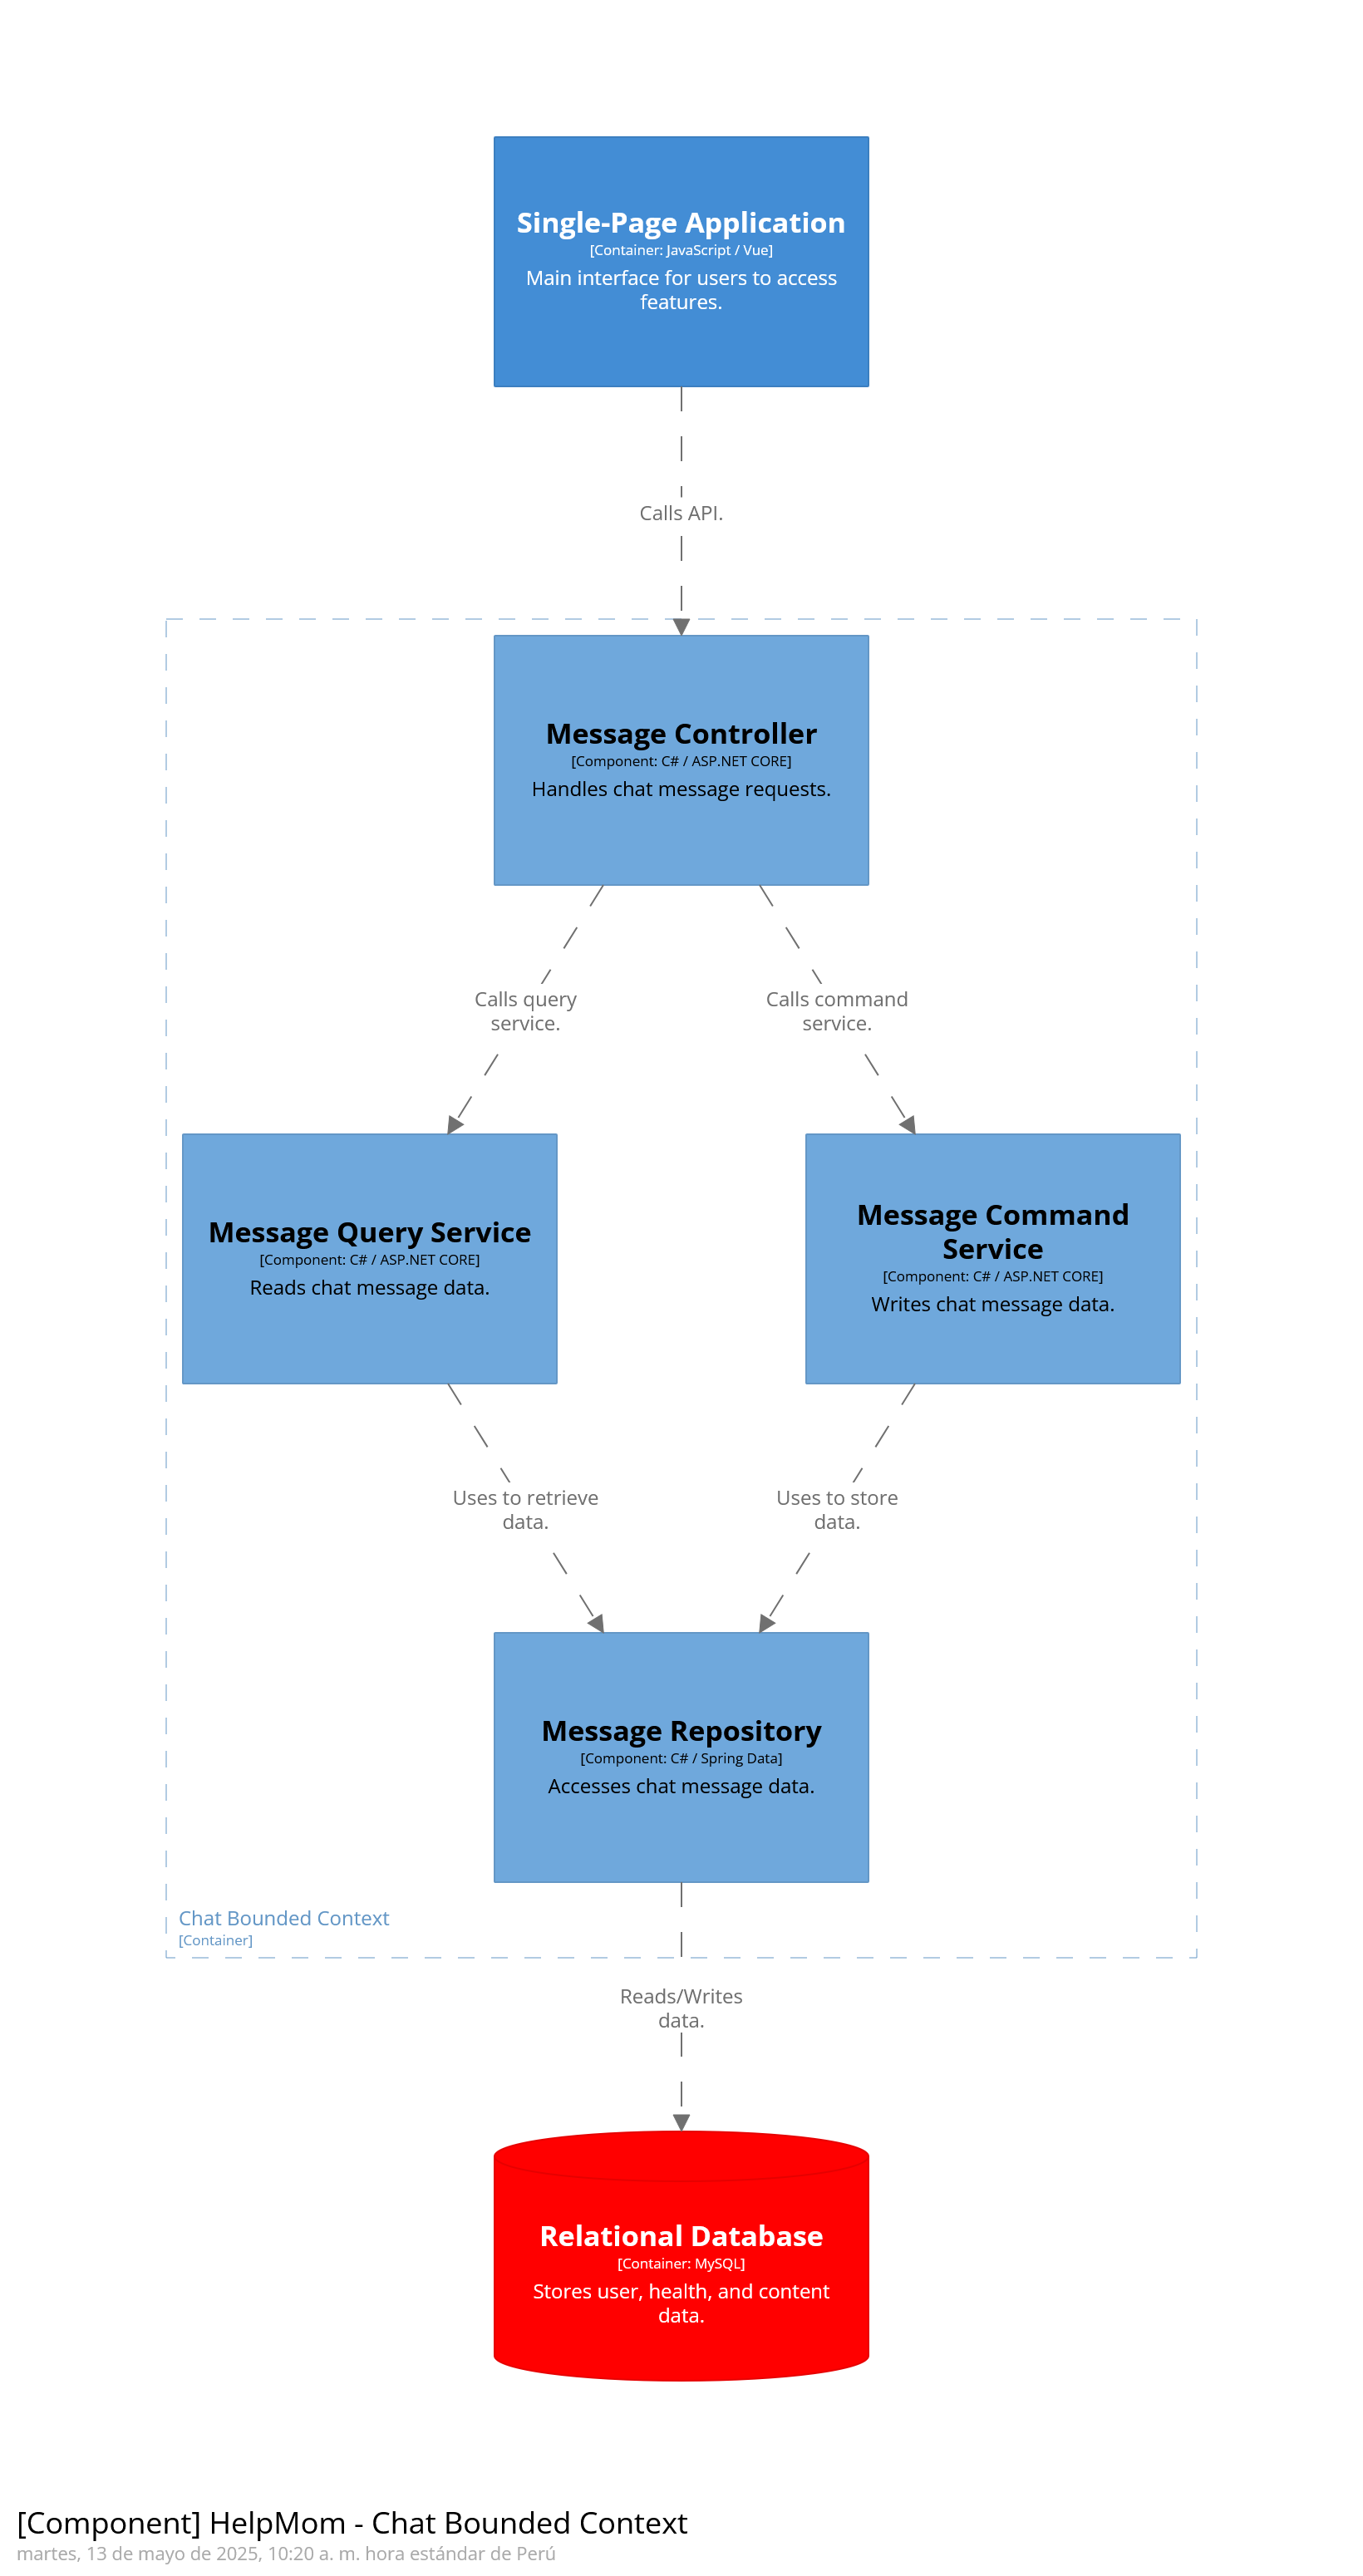 Single-Page Application
[Container: JavaScript / Vue]
Main interface for users to access
features.
Calls API.
Message Controller
[Component: C# / ASP.NET CORE]
Handles chat message requests.
Calls query
service.
Calls command
service.
Message Query Service
[Component: C# / ASP.NET CORE]
Reads chat message data.
Message Command
Service
[Component: C# / ASP.NET CORE]
Writes chat message data.
Uses to retrieve
data.
Uses to store
data.
Message Repository
[Component: C# / Spring Data]
Accesses chat message data.
Chat Bounded Context
[Container]
Reads/Writes
data.
Relational Database
[Container: MySQL]
Stores user, health, and content
data.
[Component] HelpMom - Chat Bounded Context
martes, 13 de mayo de 2025, 10:20 a. m. hora estándar de Perú